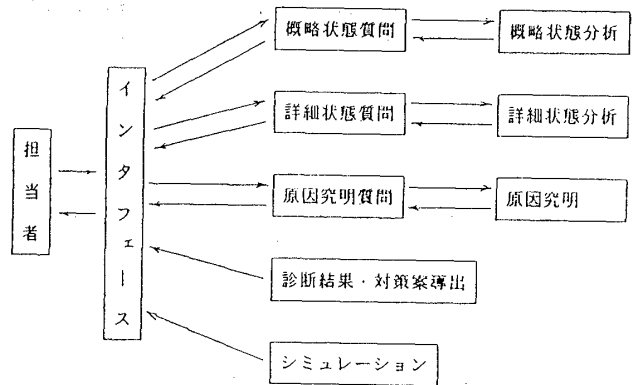 担当者
インタフェース
概略状態質問
概略状態分析
詳細状態質問
詳細状態分析
原因究明質問
原因究明
診断結果・対策案導出
シミュレーション